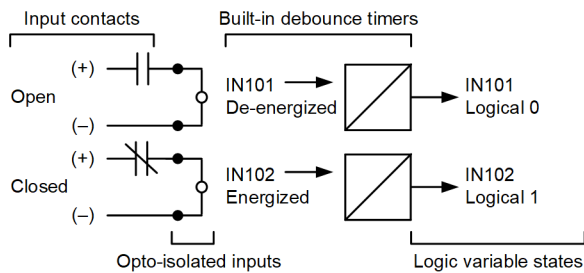 Input contacts
Built-in debounce timers
(+)
Open
(–)
IN101
De-energized
IN101
Logical 0
(+)
Closed
(–)
IN102
Energized
IN102
Logical 1
Opto-isolated inputs
Logic variable states